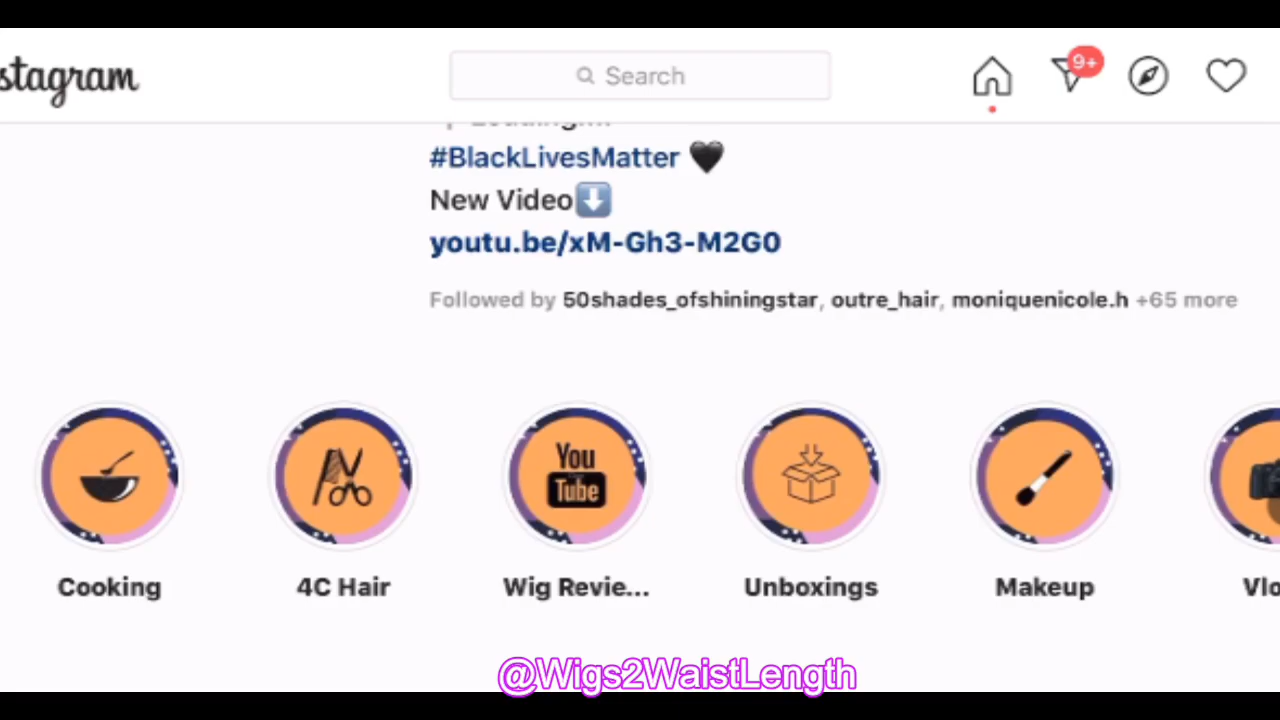 stagram
Search
9+
#BlackLivesMatter 🖤
New Video⬇️
youtu.be/xM-Gh3-M2G0
Followed by 50shades_ofshiningstar, outre_hair, moniquenicole.h +65 more
You
Tube
Cooking
4C Hair
Wig Revie...
Unboxings
Makeup
Vlo
@Wigs2WaistLength